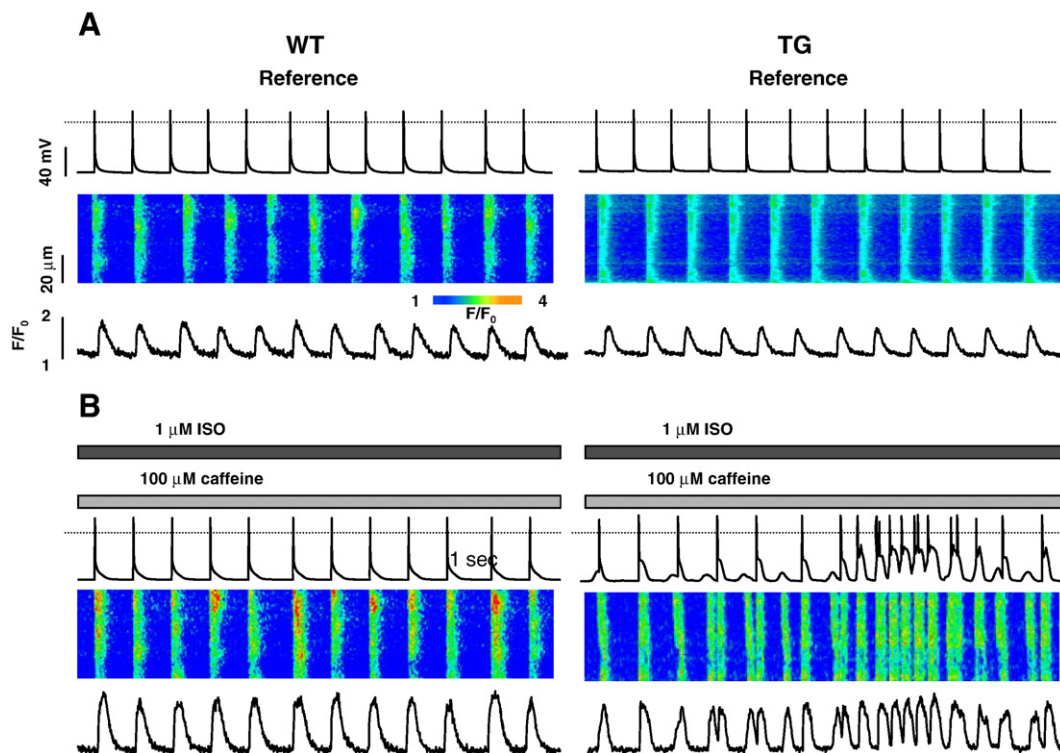 A
WT
TG
Reference
Reference
40 mV
20 μm
1 4
F/F0
F/F0
2
1
B
1 μM ISO
1 μM ISO
100 μM caffeine
100 μM caffeine
1 sec